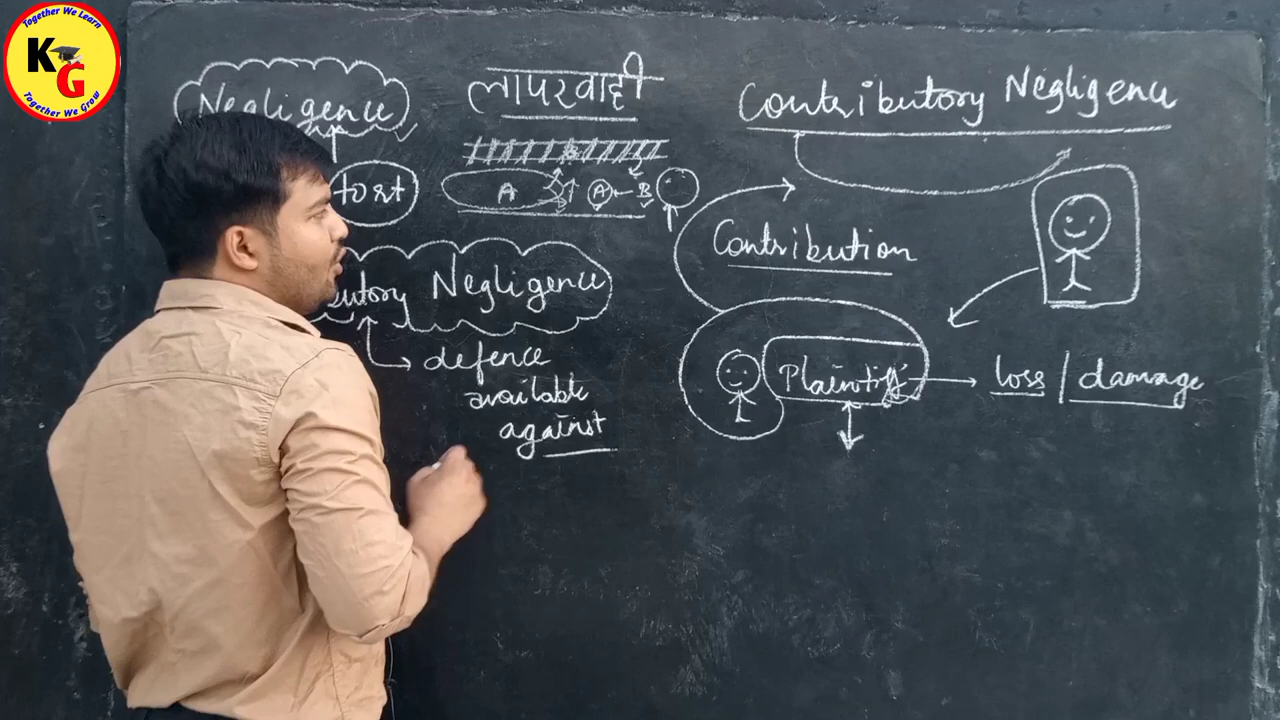 Together We Learn
KG
Together We Grow
Negligence
लापरवाही
tort
A
A
B
Negligence
defence
available
against
Contributory Negligence
Contribution
Plaintiff
loss / damage